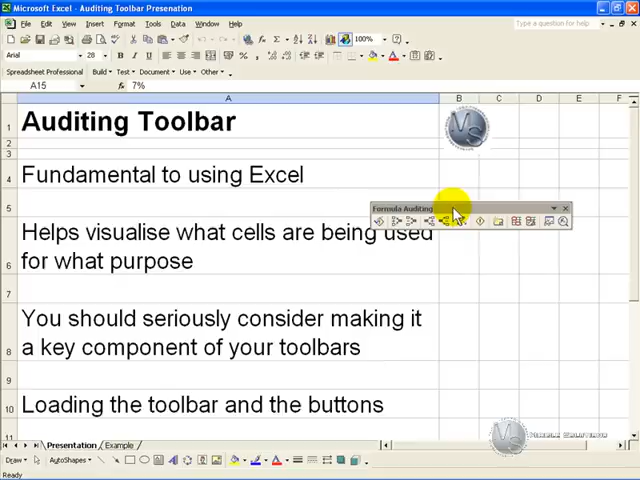 Microsoft Excel - Auditing Toolbar Presenation
File Edit View Insert Format Tools Data Window Help
Type a question for help
Arial 28
100%
Spreadsheet Professional Build Test Document Use Other
A15 7%
A B C D E F
1 Auditing Toolbar
2
3
4 Fundamental to using Excel
5
Formula Auditing
6 Helps visualise what cells are being used
for what purpose
7
8 You should seriously consider making it
a key component of your toolbars
9
10 Loading the toolbar and the buttons
11
Presentation Example
Draw AutoShapes
Ready